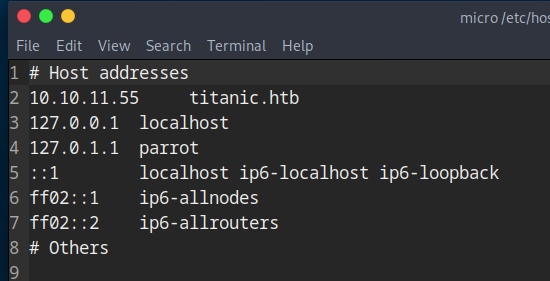 micro /etc/hos
File Edit View Search Terminal Help
1 # Host addresses
2 10.10.11.55 titanic.htb
3 127.0.0.1 localhost
4 127.0.1.1 parrot
5 ::1 localhost ip6-localhost ip6-loopback
6 ff02::1 ip6-allnodes
7 ff02::2 ip6-allrouters
8 # Others
9